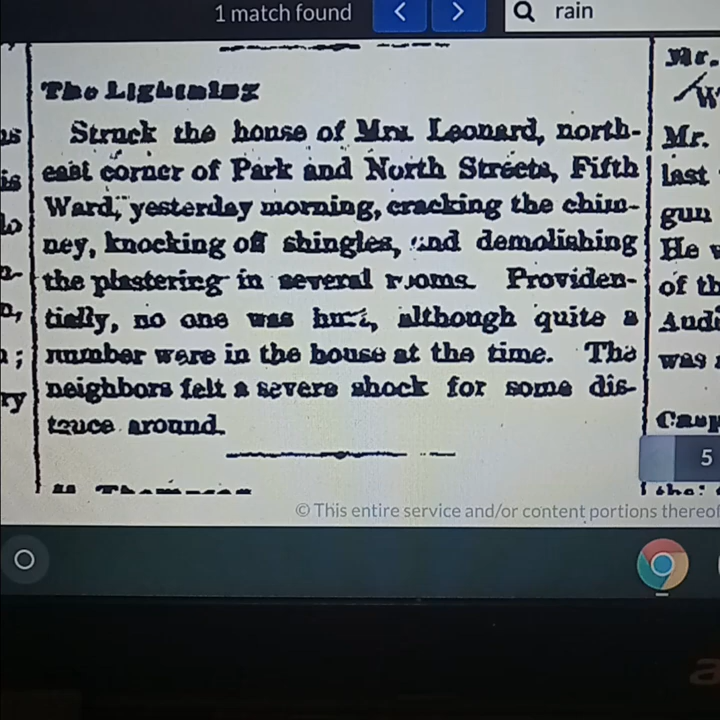 1 match found
rain
Mr.
The Lightning
Struck the house of Mrs. Leonard, north-
east corner of Park and North Streets, Fifth
Ward, yesterday morning, cracking the chim-
ney, knocking off shingles, and demolishing
the plastering in several rooms. Providen-
tially, no one was hurt, although quite a
number were in the house at the time. The
neighbors felt a severe shock for some dis-
tance around.
is
;
ry
Mr.
last
gun
He
of
was
5
© This entire service and/or content portions thereof